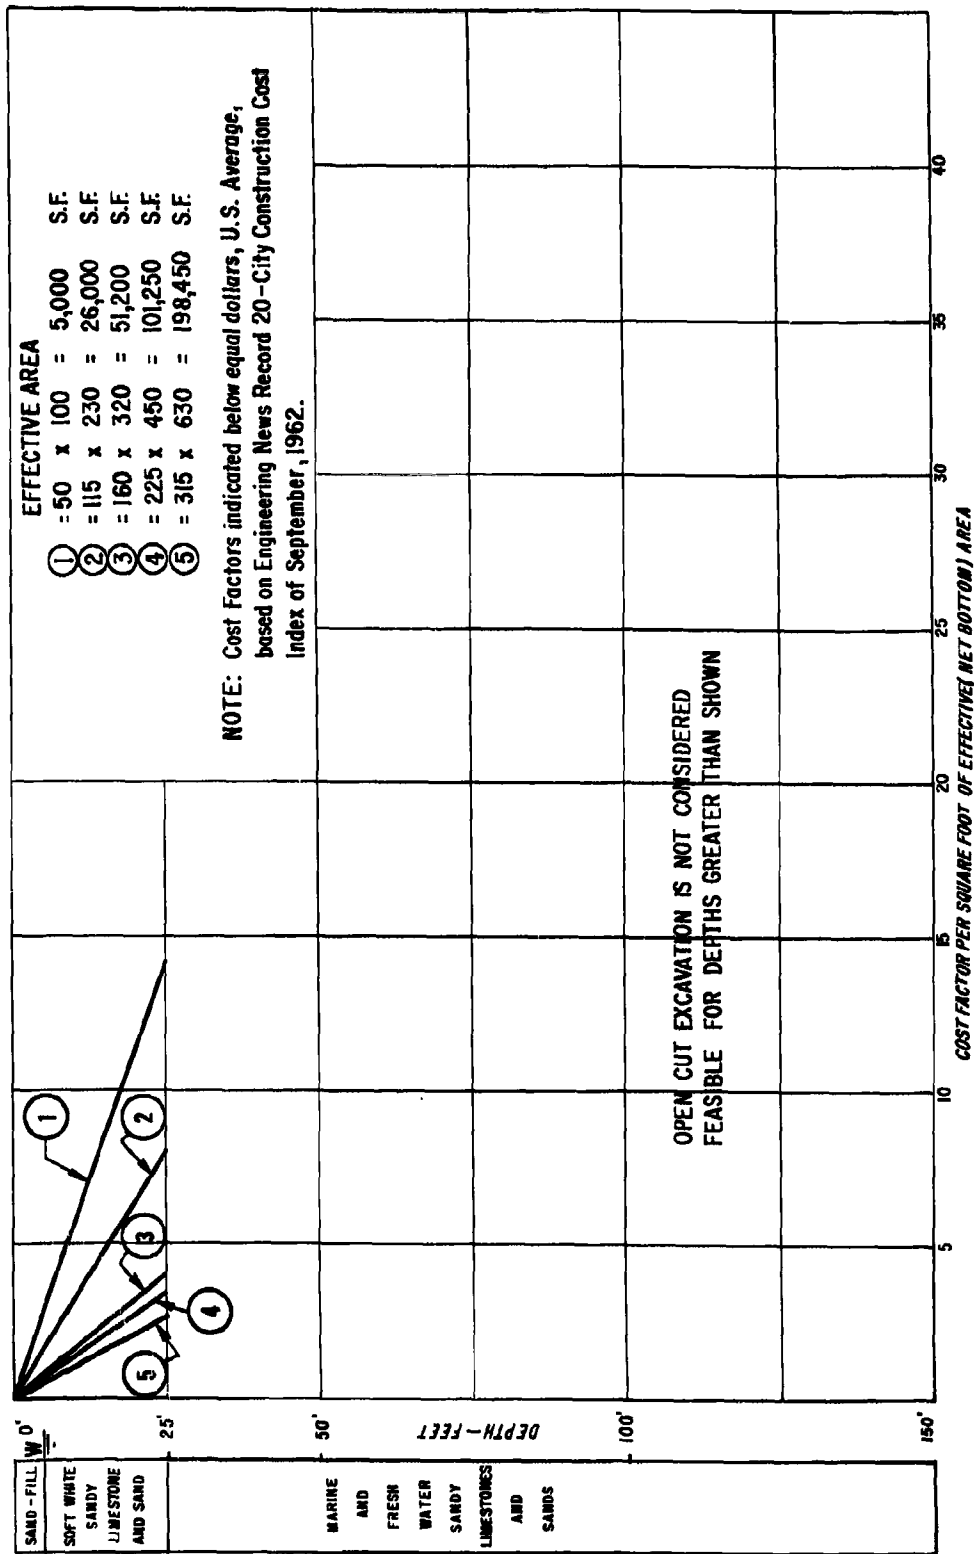 EFFECTIVE AREA
① = 50 x 100 = 5,000 S.F.
② = 115 x 230 = 26,000 S.F.
③ = 160 x 320 = 51,200 S.F.
④ = 225 x 450 = 101,250 S.F.
⑤ = 315 x 630 = 198,450 S.F.
NOTE: Cost Factors indicated below equal dollars, U.S. Average,
based on Engineering News Record 20-City Construction Cost
Index of September, 1962.
SAND-FILL
W
SOFT WHITE
SANDY
LIMESTONE
AND SAND
MARINE
AND
FRESH
WATER
SANDY
LIMESTONES
AND
SANDS
0'
25'
50'
100'
150'
DEPTH-FEET
1
2
3
4
5
OPEN CUT EXCAVATION IS NOT CONSIDERED
FEASIBLE FOR DEPTHS GREATER THAN SHOWN
5 10 15 20 25 30 35 40
COST FACTOR PER SQUARE FOOT OF EFFECTIVE( NET BOTTOM) AREA